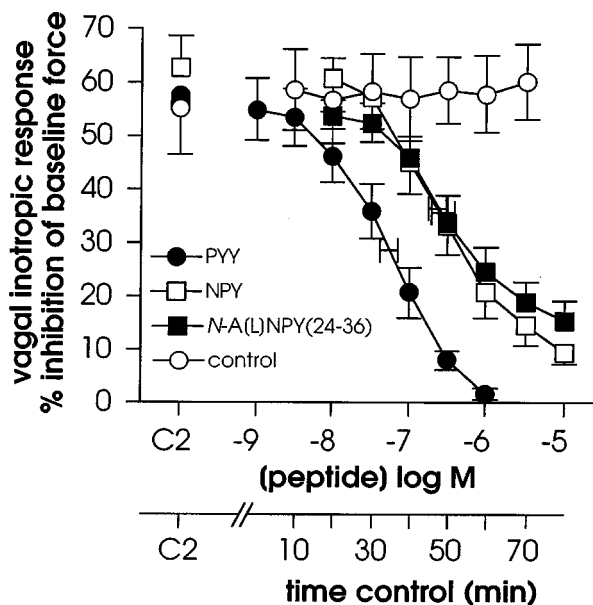 vagal inotropic response
% inhibition of baseline force
70
60
50
40
30
20
10
0
PYY
NPY
N-A(L)NPY(24-36)
control
C2 -9 -8 -7 -6 -5
(peptide) log M
C2 10 30 50 70
time control (min)